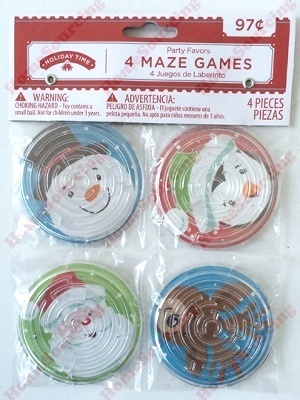 HOLIDAY TIME
97¢
Party Favors
4 MAZE GAMES
4 Juegos de Laberinto
WARNING:
CHOKING HAZARD - Toy contains a
small ball. Not for children under 3 years.
ADVERTENCIA:
PELIGRO DE ASFIXIA - El juguete contiene una
pelota pequeña. No apto para niños menores de 3 años.
4 PIECES
PIEZAS